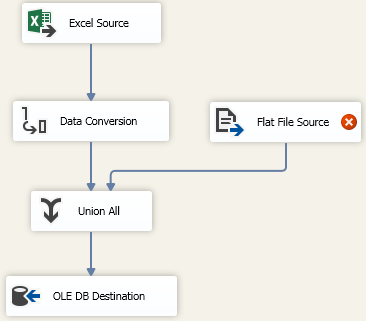 Excel Source
Data Conversion
Flat File Source
Union All
OLE DB Destination